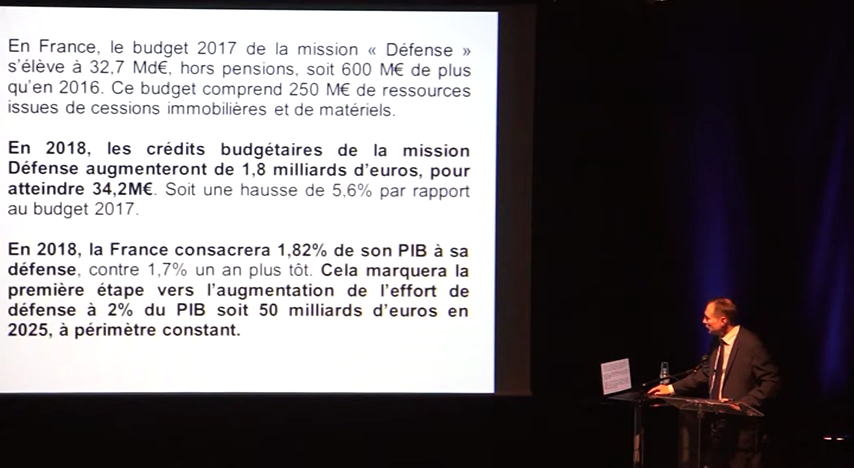 En France, le budget 2017 de la mission « Défense »
s'élève à 32,7 Md€, hors pensions, soit 600 M€ de plus
qu'en 2016. Ce budget comprend 250 M€ de ressources
issues de cessions immobilières et de matériels.
En 2018, les crédits budgétaires de la mission
Défense augmenteront de 1,8 milliards d'euros, pour
atteindre 34,2M€. Soit une hausse de 5,6% par rapport
au budget 2017.
En 2018, la France consacrera 1,82% de son PIB à sa
défense, contre 1,7% un an plus tôt. Cela marquera la
première étape vers l'augmentation de l'effort de
défense à 2% du PIB soit 50 milliards d'euros en
2025, à périmètre constant.